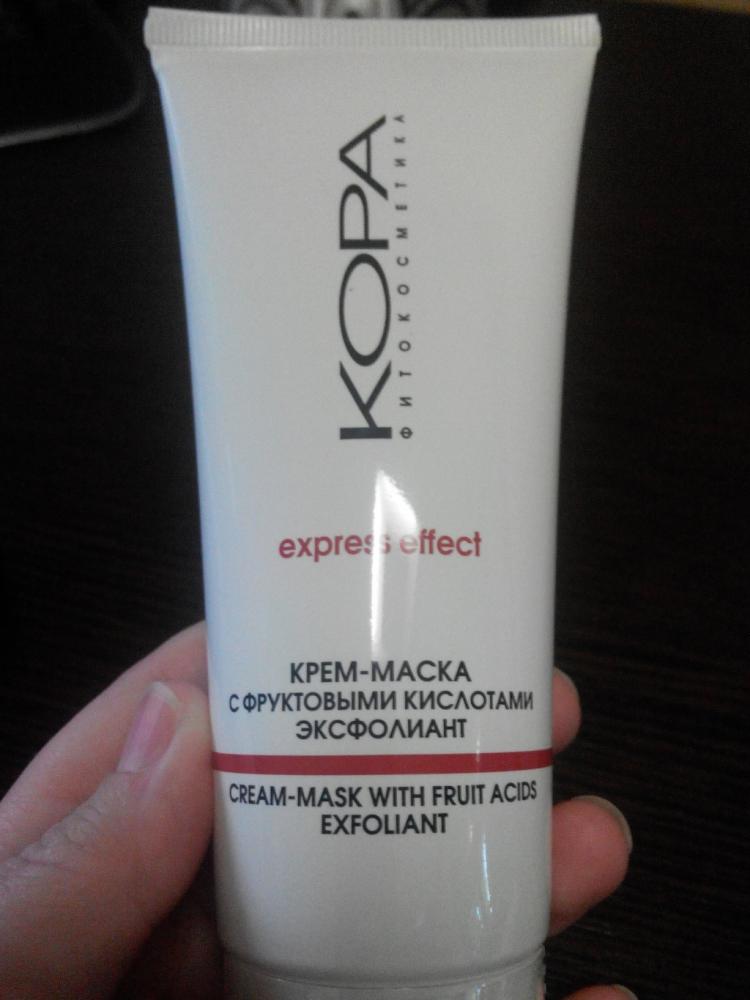 КОРА
ФИТОКОСМЕТИКА
express effect
КРЕМ-МАСКА
С ФРУКТОВЫМИ КИСЛОТАМИ
ЭКСФОЛИАНТ
CREAM-MASK WITH FRUIT ACIDS
EXFOLIANT